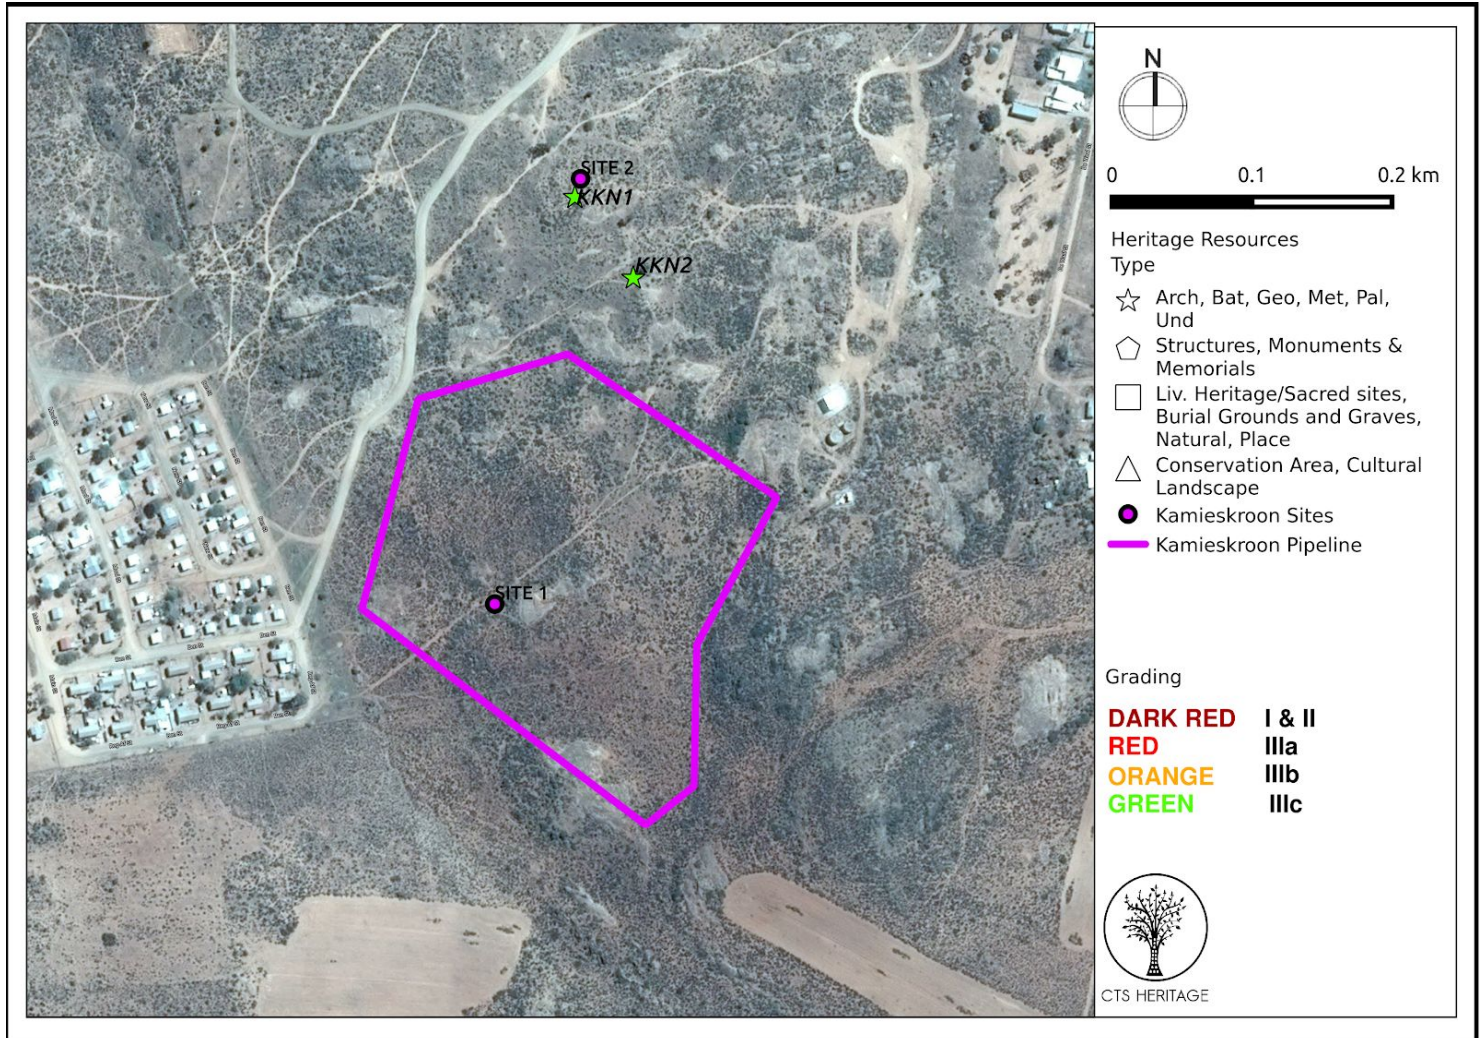 SITE 2
KKN1
KKN2
SITE 1
N
0 0.1 0.2 km
Heritage Resources
Type
Arch, Bat, Geo, Met, Pal,
Und
Structures, Monuments &
Memorials
Liv. Heritage/Sacred sites,
Burial Grounds and Graves,
Natural, Place
Conservation Area, Cultural
Landscape
Kamieskroon Sites
Kamieskroon Pipeline
Grading
DARK RED I & II
RED IIIa
ORANGE IIIb
GREEN IIIc
CTS HERITAGE